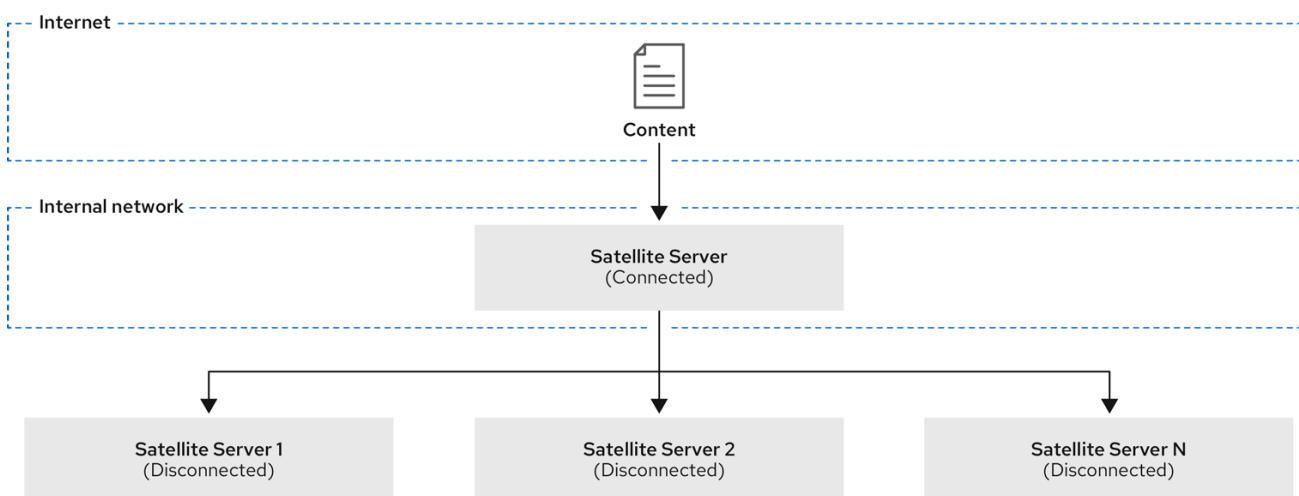 Internet
Content
Internal network
Satellite Server
(Connected)
Satellite Server 1
(Disconnected)
Satellite Server 2
(Disconnected)
Satellite Server N
(Disconnected)